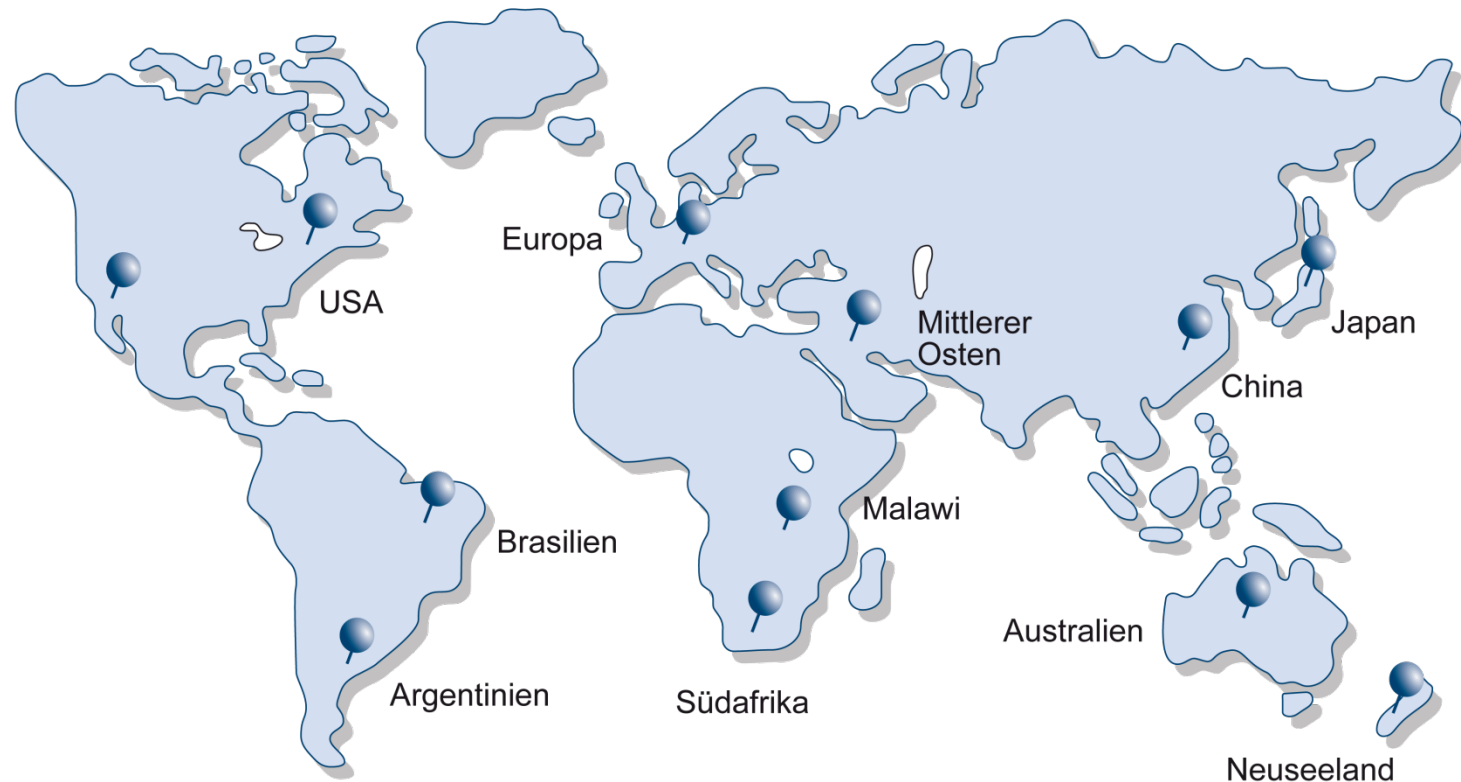 Europa
USA
Mittlerer
Osten
Japan
China
Malawi
Brasilien
Australien
Argentinien
Südafrika
Neuseeland